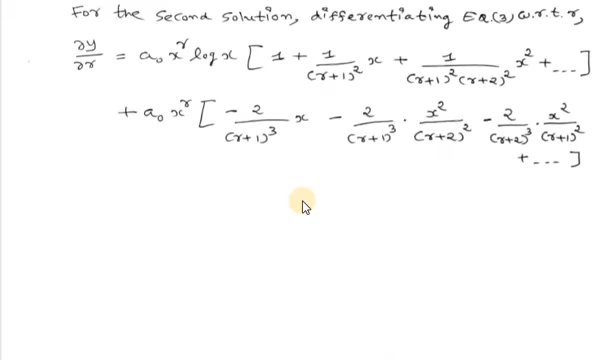 For the second solution, differentiating Eq.(3) w.r.t. r,
∂y/∂r = a₀ x^r log x [ 1 + 1/(r+1)² x + 1/((r+1)²(r+2)²) x² + ... ]
+ a₀ x^r [ -2/(r+1)³ x - 2/(r+1)³ · x²/(r+2)² - 2/(r+2)³ · x²/(r+1)²
+ ... ]